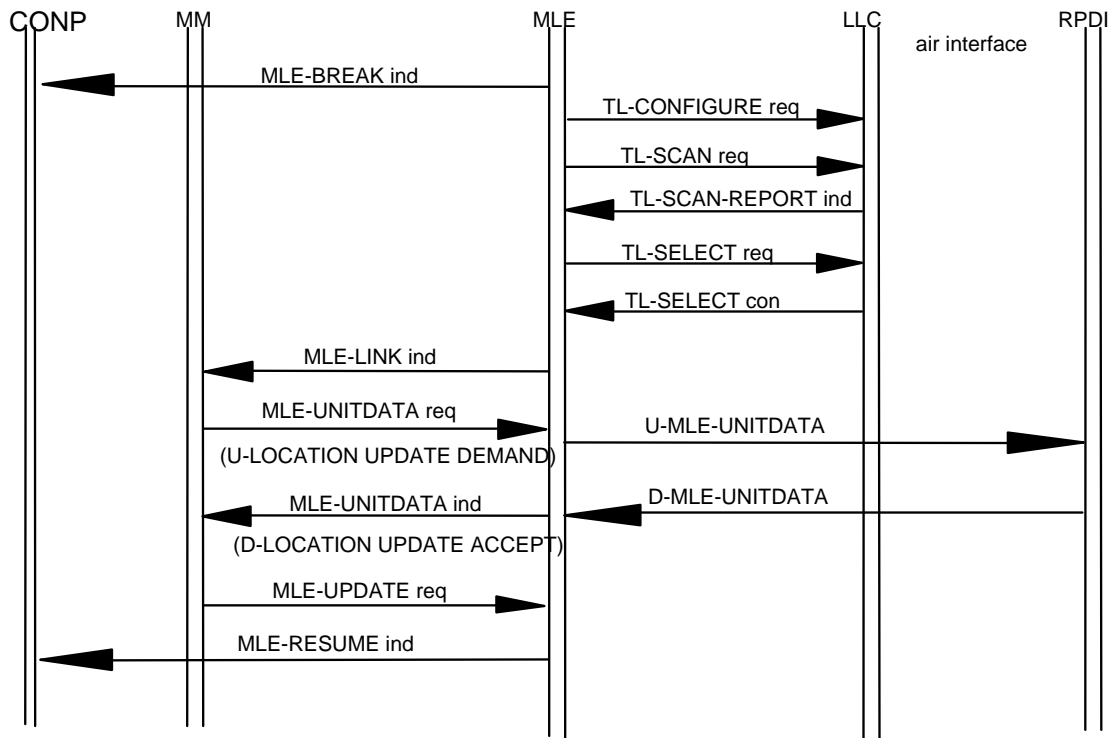 CONP MM MLE LLC RPDI
air interface
MLE-BREAK ind
TL-CONFIGURE req
TL-SCAN req
TL-SCAN-REPORT ind
TL-SELECT req
TL-SELECT con
MLE-LINK ind
MLE-UNITDATA req
U-MLE-UNITDATA
(U-LOCATION UPDATE DEMAND)
D-MLE-UNITDATA
MLE-UNITDATA ind
(D-LOCATION UPDATE ACCEPT)
MLE-UPDATE req
MLE-RESUME ind